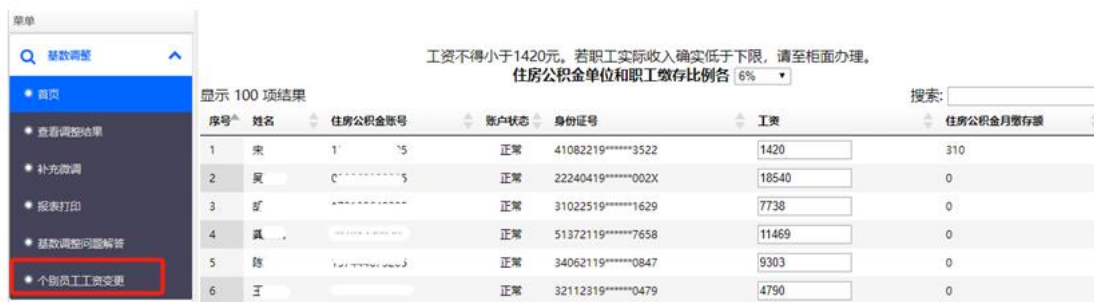 菜单
基数调整
首页
查看调整结果
补充微调
报表打印
基数调整问题解答
个别员工工资变更
工资不得小于1420元。若职工实际收入确实低于下限，请至柜面办理。
住房公积金单位和职工缴存比例各 6%
显示 100 项结果
搜索:
序号 姓名 住房公积金账号 账户状态 身份证号 工资 住房公积金月缴存额
1 宋 正常 41082219******3522 1420 310
2 吴 正常 22240419******002X 18540 0
3 正常 31022519******1629 7738 0
4 龚 正常 51372119******7658 11469 0
5 陈 正常 34062119******0847 9303 0
6 王 正常 32112319******0479 4790 0